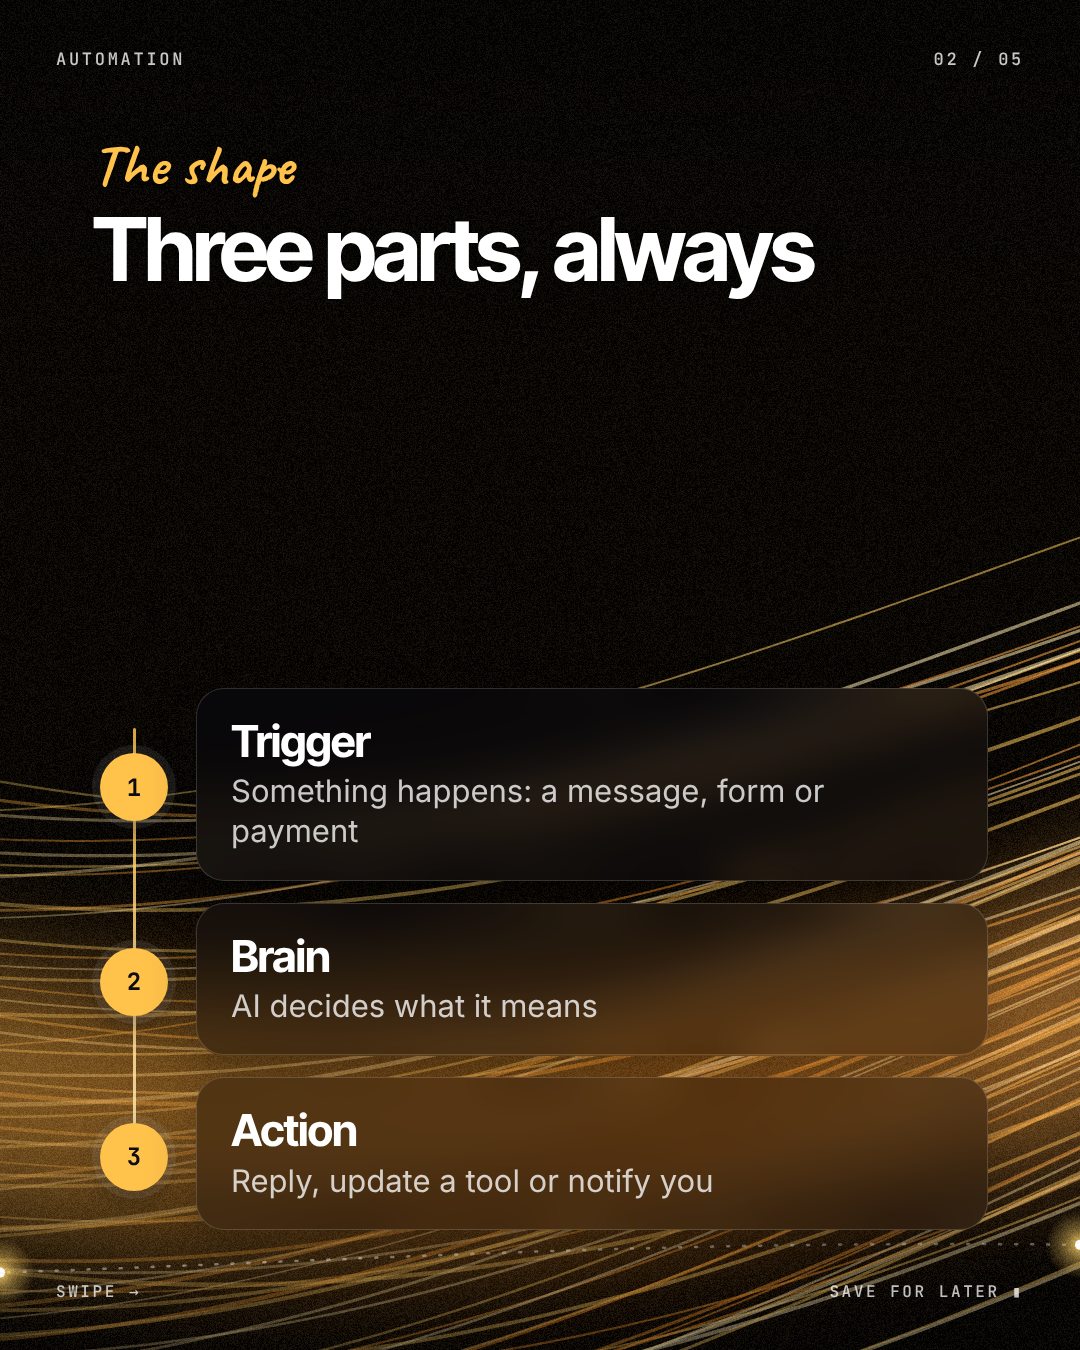 AUTOMATION
02 / 05
The shape
Three parts, always
1
Trigger
Something happens: a message, form or
payment
2
Brain
AI decides what it means
3
Action
Reply, update a tool or notify you
SWIPE →
SAVE FOR LATER ▮